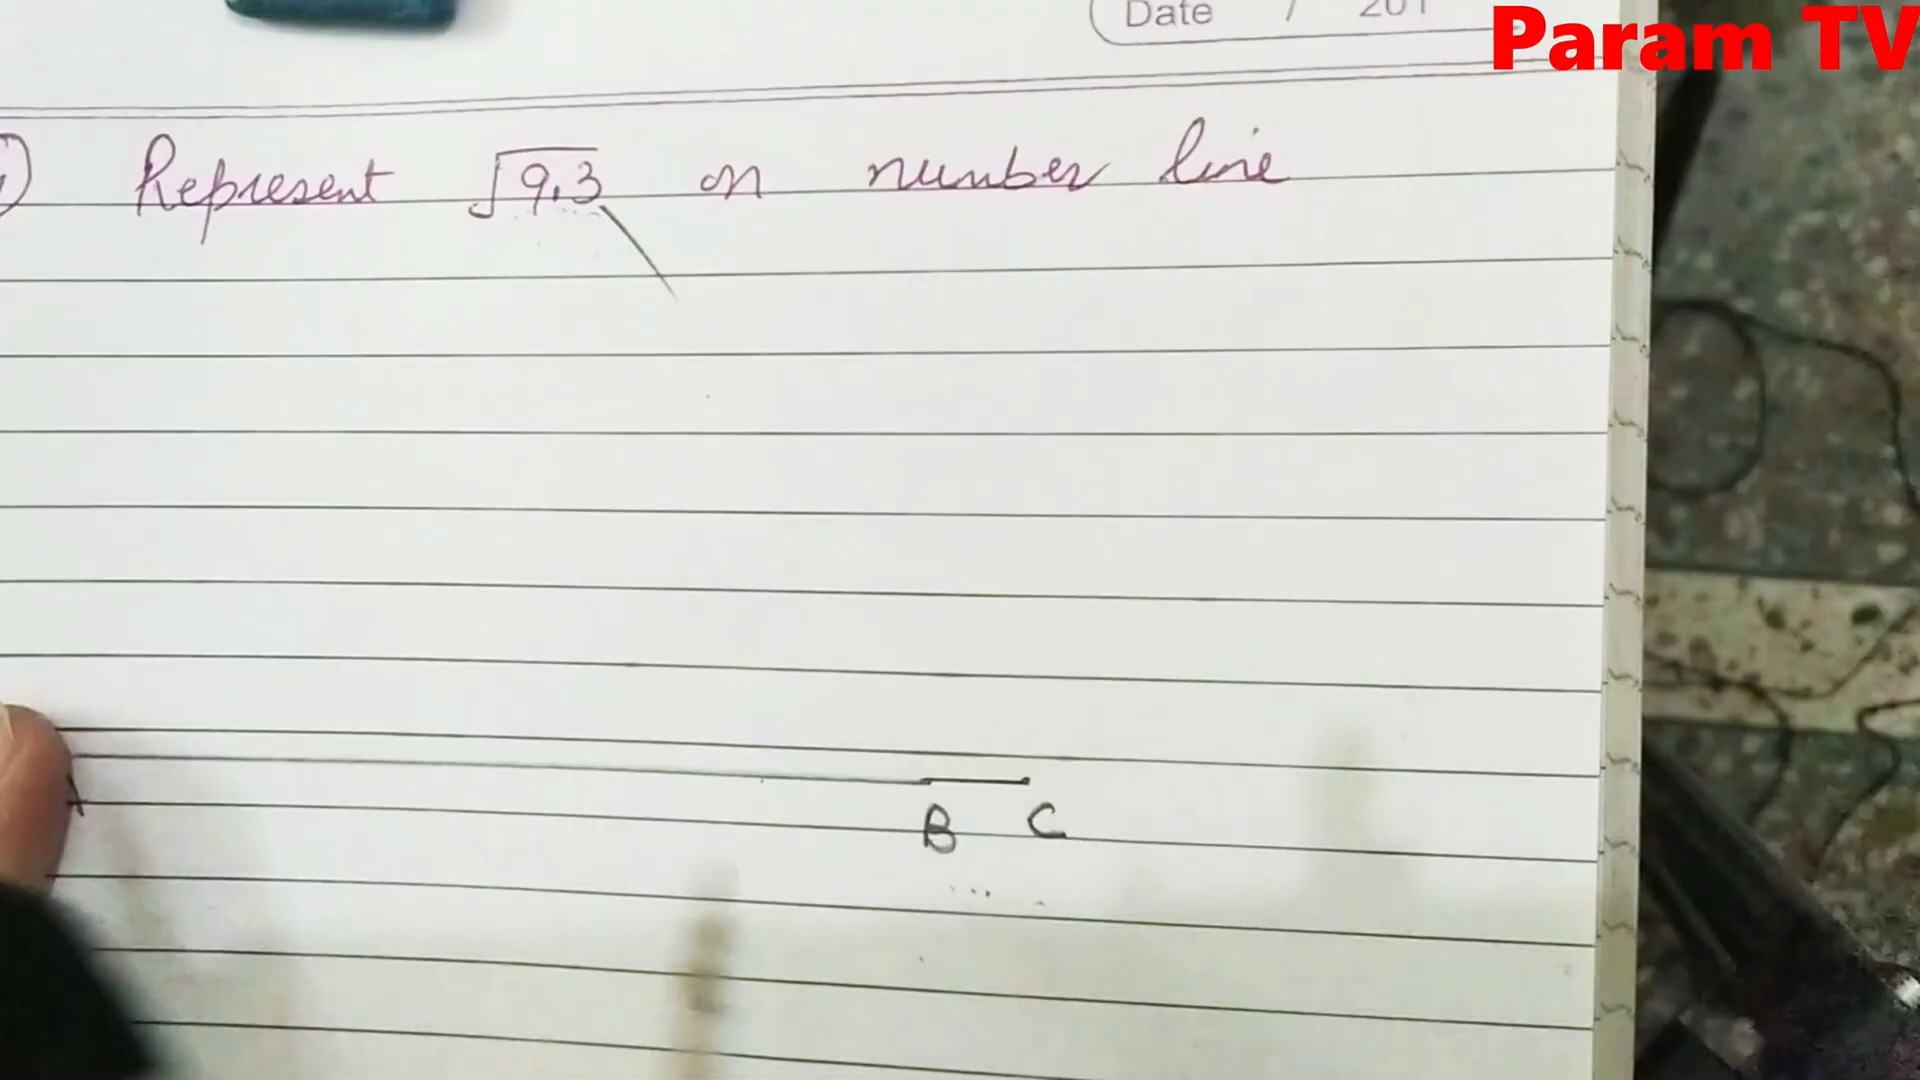 Date / 201
Param TV
Represent √9.3 on number line
A
B C